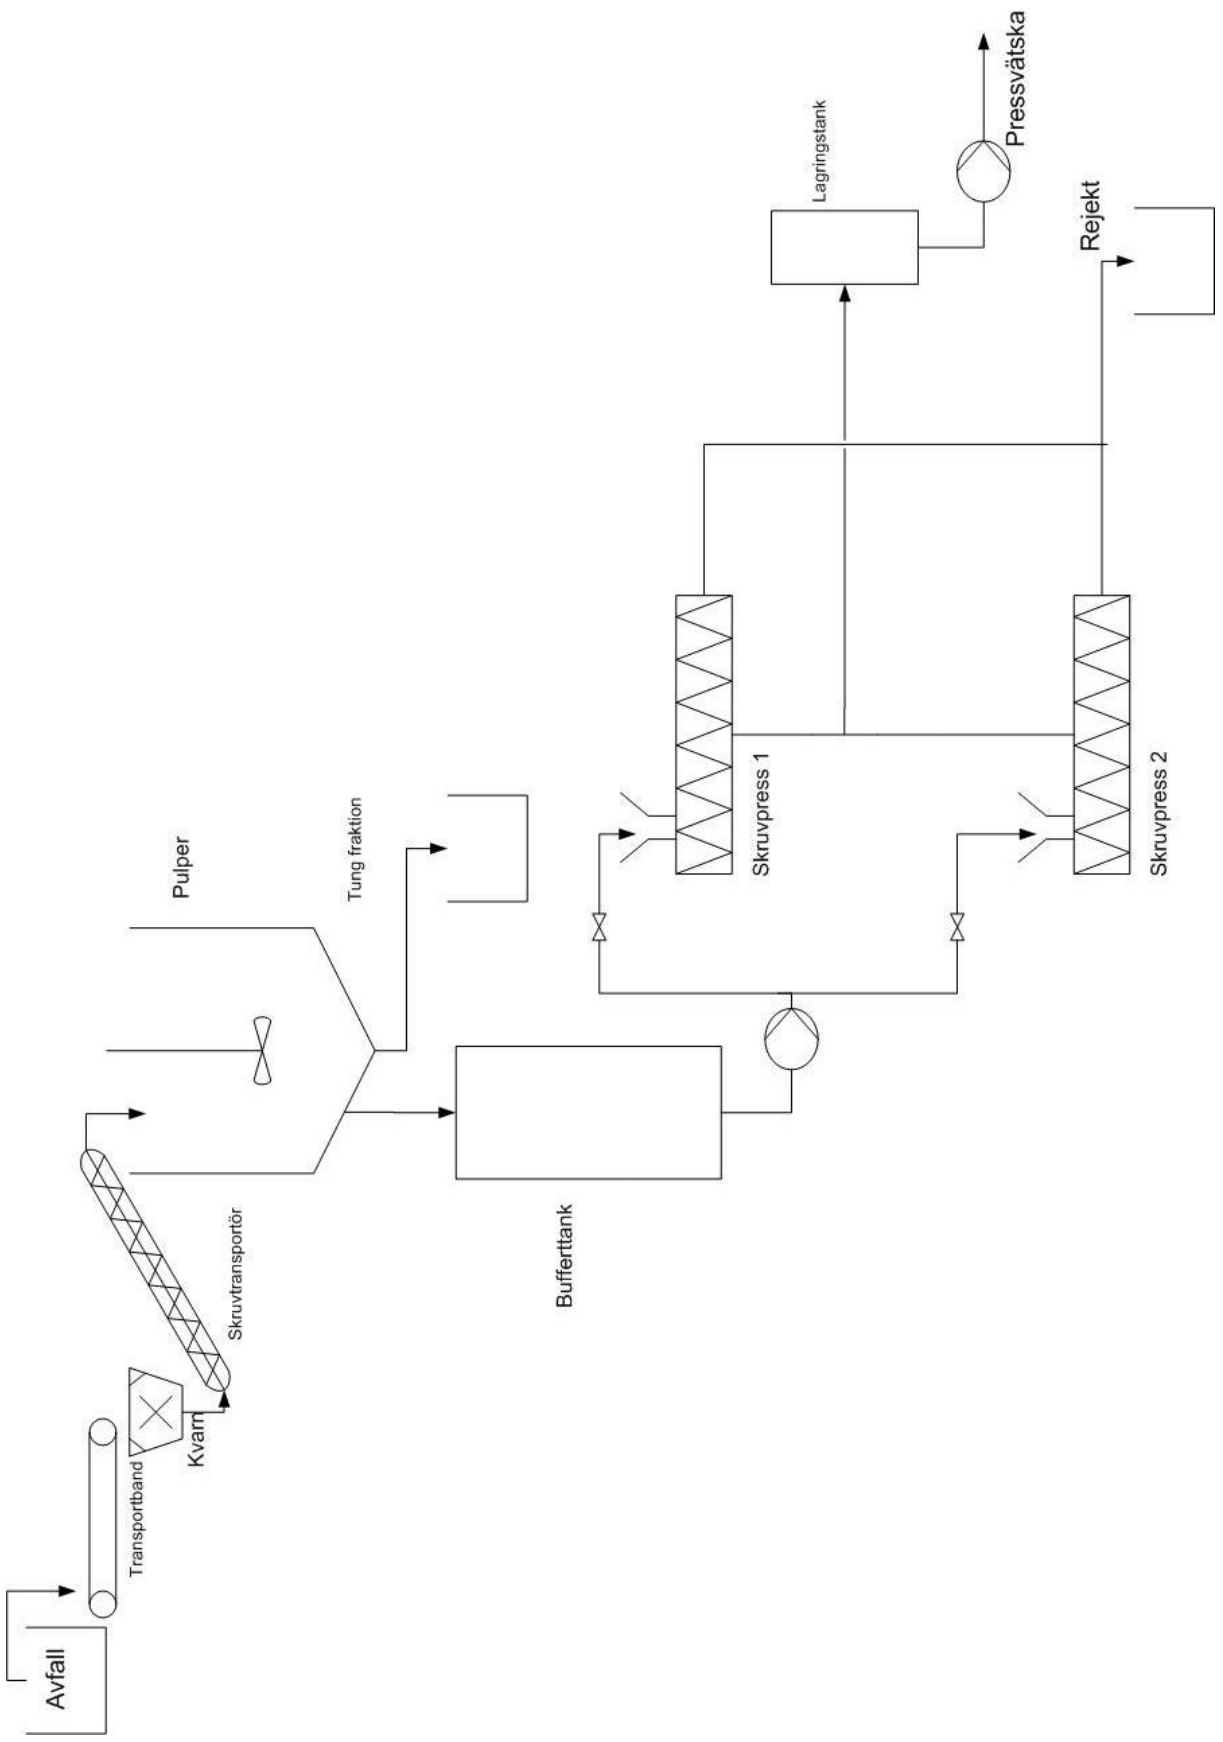 Avfall
Transportband
Kvarn
Skruvtransportör
Pulper
Tung fraktion
Bufferttank
Skruvpress 1
Skruvpress 2
Lagringstank
Pressvätska
Rejekt